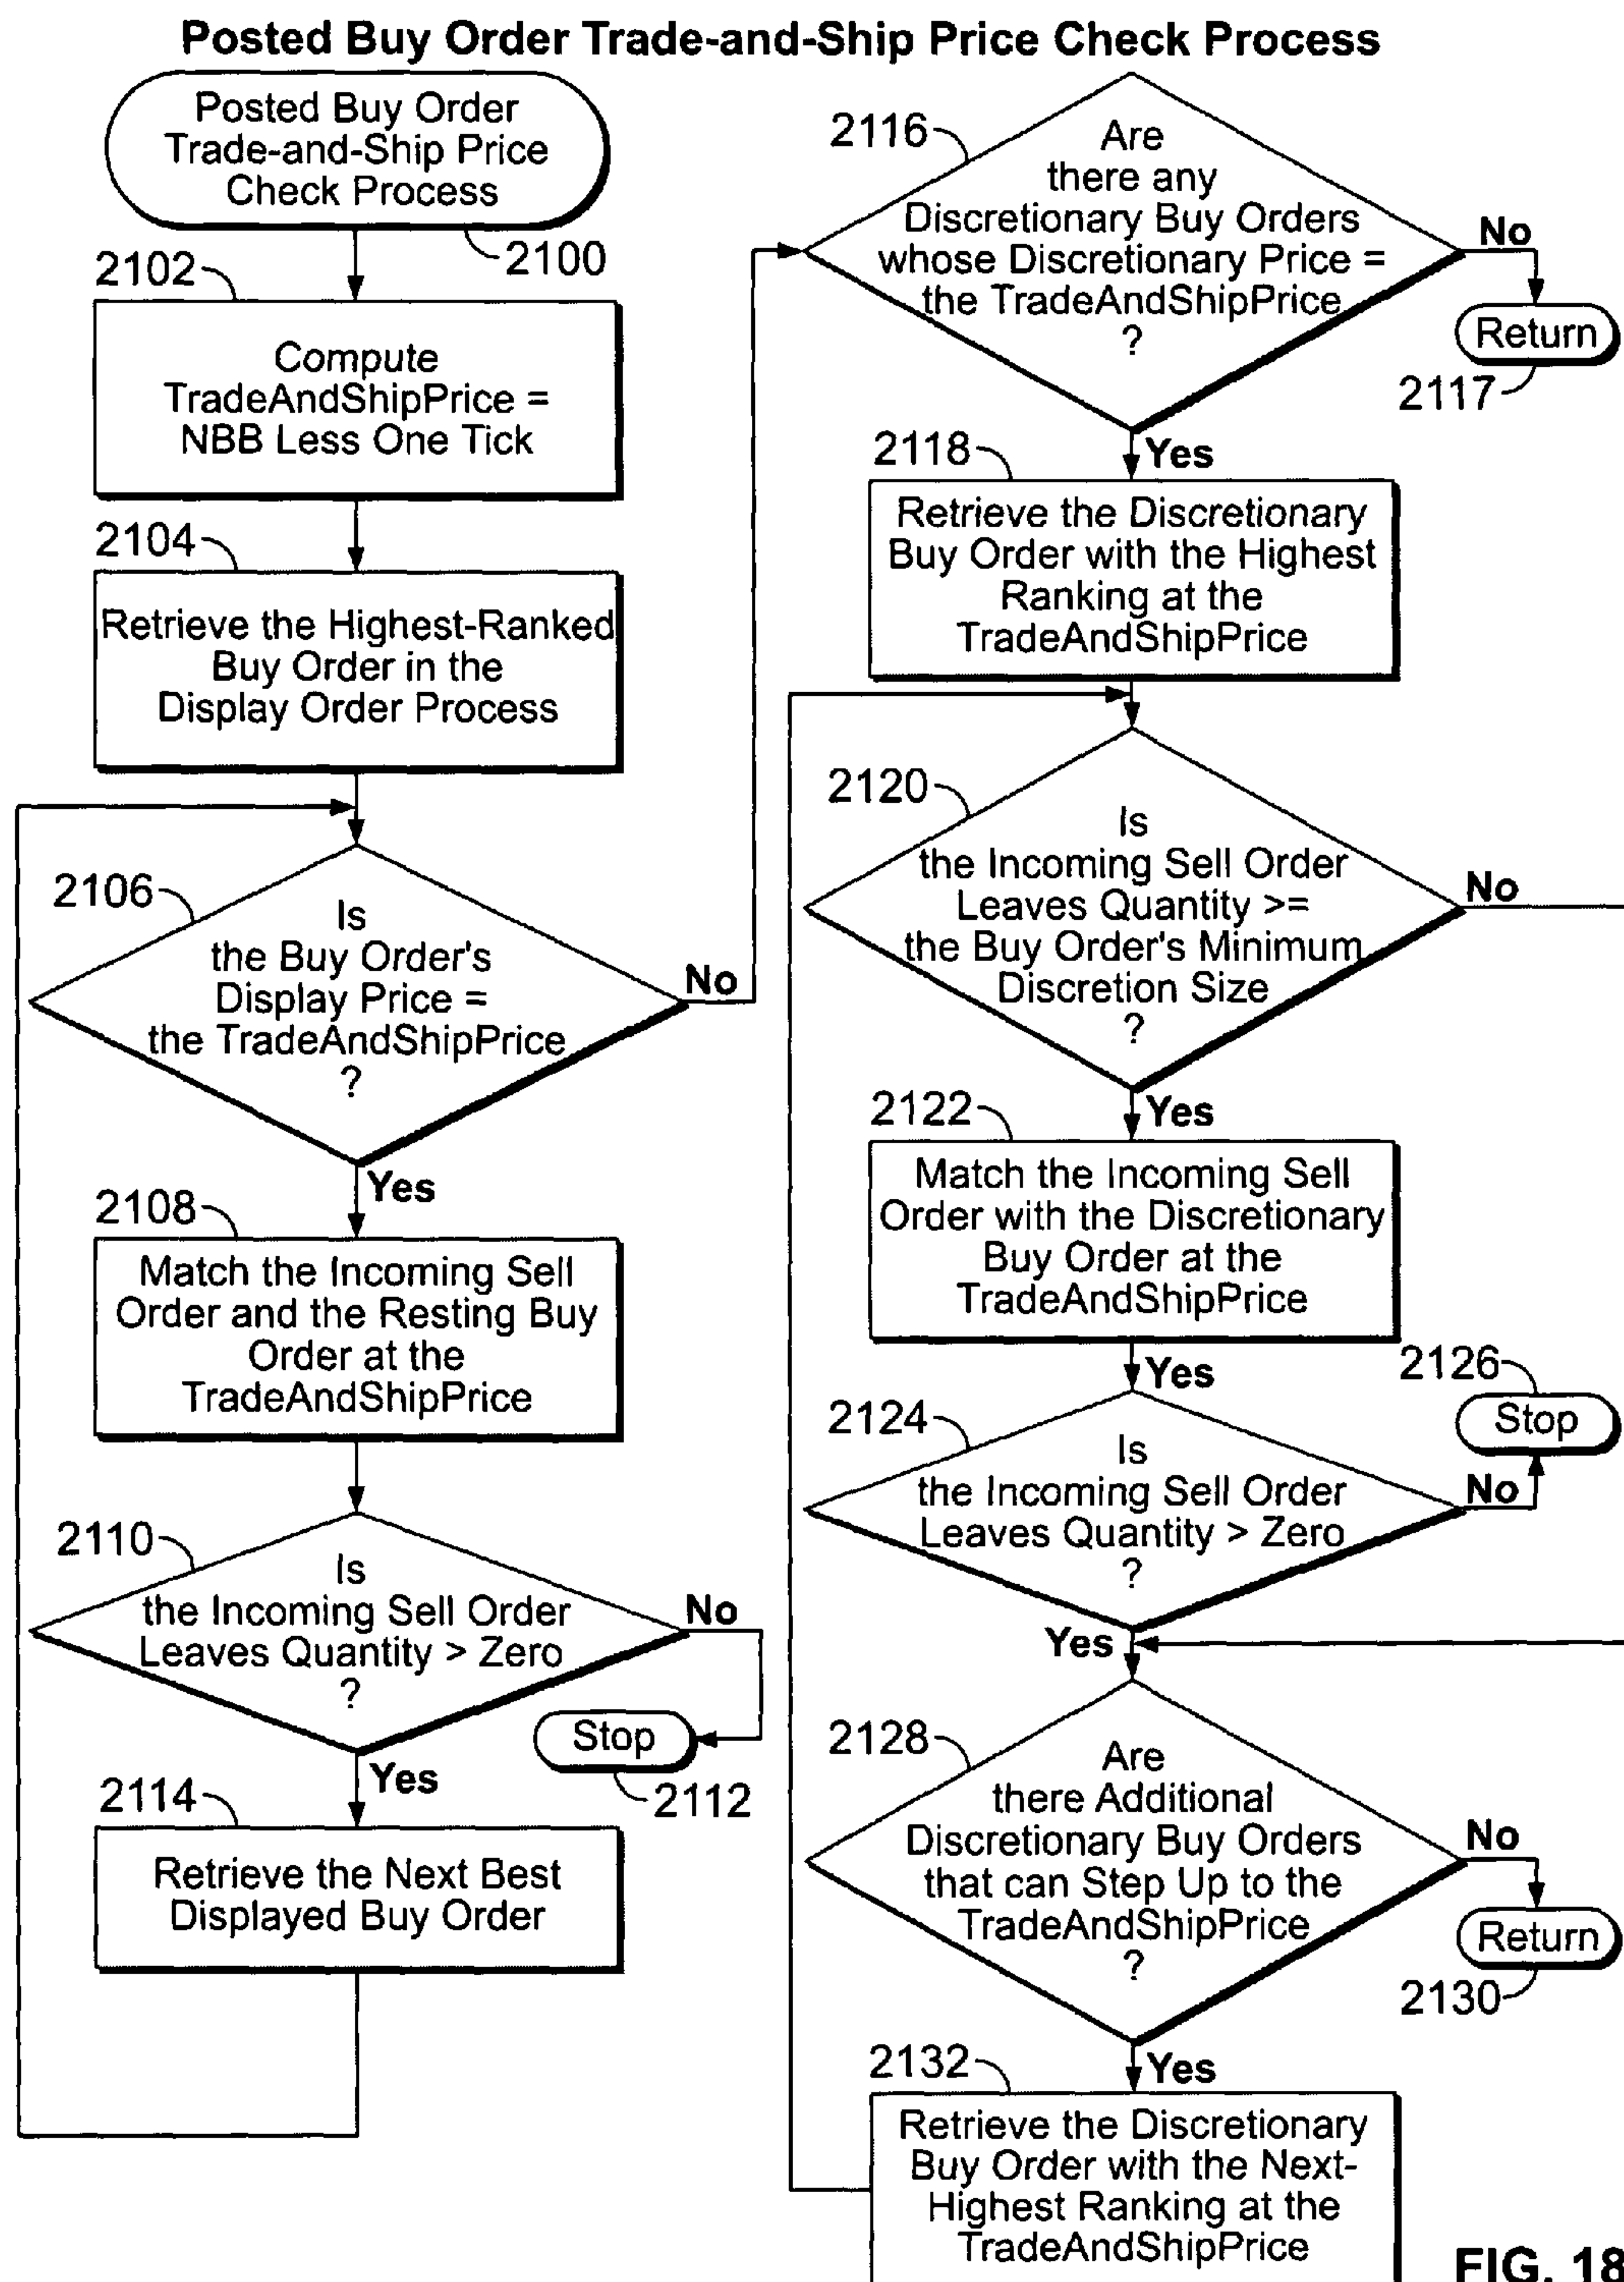 Posted Buy Order Trade-and-Ship Price Check Process
Posted Buy Order
Trade-and-Ship Price
Check Process
2100
2102
Compute
TradeAndShipPrice =
NBB Less One Tick
2104
Retrieve the Highest-Ranked
Buy Order in the
Display Order Process
2106
Is
the Buy Order's
Display Price =
the TradeAndShipPrice
?
No
Yes
2108
Match the Incoming Sell
Order and the Resting Buy
Order at the
TradeAndShipPrice
2110
Is
the Incoming Sell Order
Leaves Quantity > Zero
?
No
Stop
2112
Yes
2114
Retrieve the Next Best
Displayed Buy Order
2116
Are
there any
Discretionary Buy Orders
whose Discretionary Price =
the TradeAndShipPrice
?
No
Return
2117
Yes
2118
Retrieve the Discretionary
Buy Order with the Highest
Ranking at the
TradeAndShipPrice
2120
Is
the Incoming Sell Order
Leaves Quantity >=
the Buy Order's Minimum
Discretion Size
?
No
Yes
2122
Match the Incoming Sell
Order with the Discretionary
Buy Order at the
TradeAndShipPrice
Yes
2124
Is
the Incoming Sell Order
Leaves Quantity > Zero
?
No
2126
Stop
Yes
2128
Are
there Additional
Discretionary Buy Orders
that can Step Up to the
TradeAndShipPrice
?
No
Return
2130
Yes
2132
Retrieve the Discretionary
Buy Order with the Next-
Highest Ranking at the
TradeAndShipPrice
FIG. 18